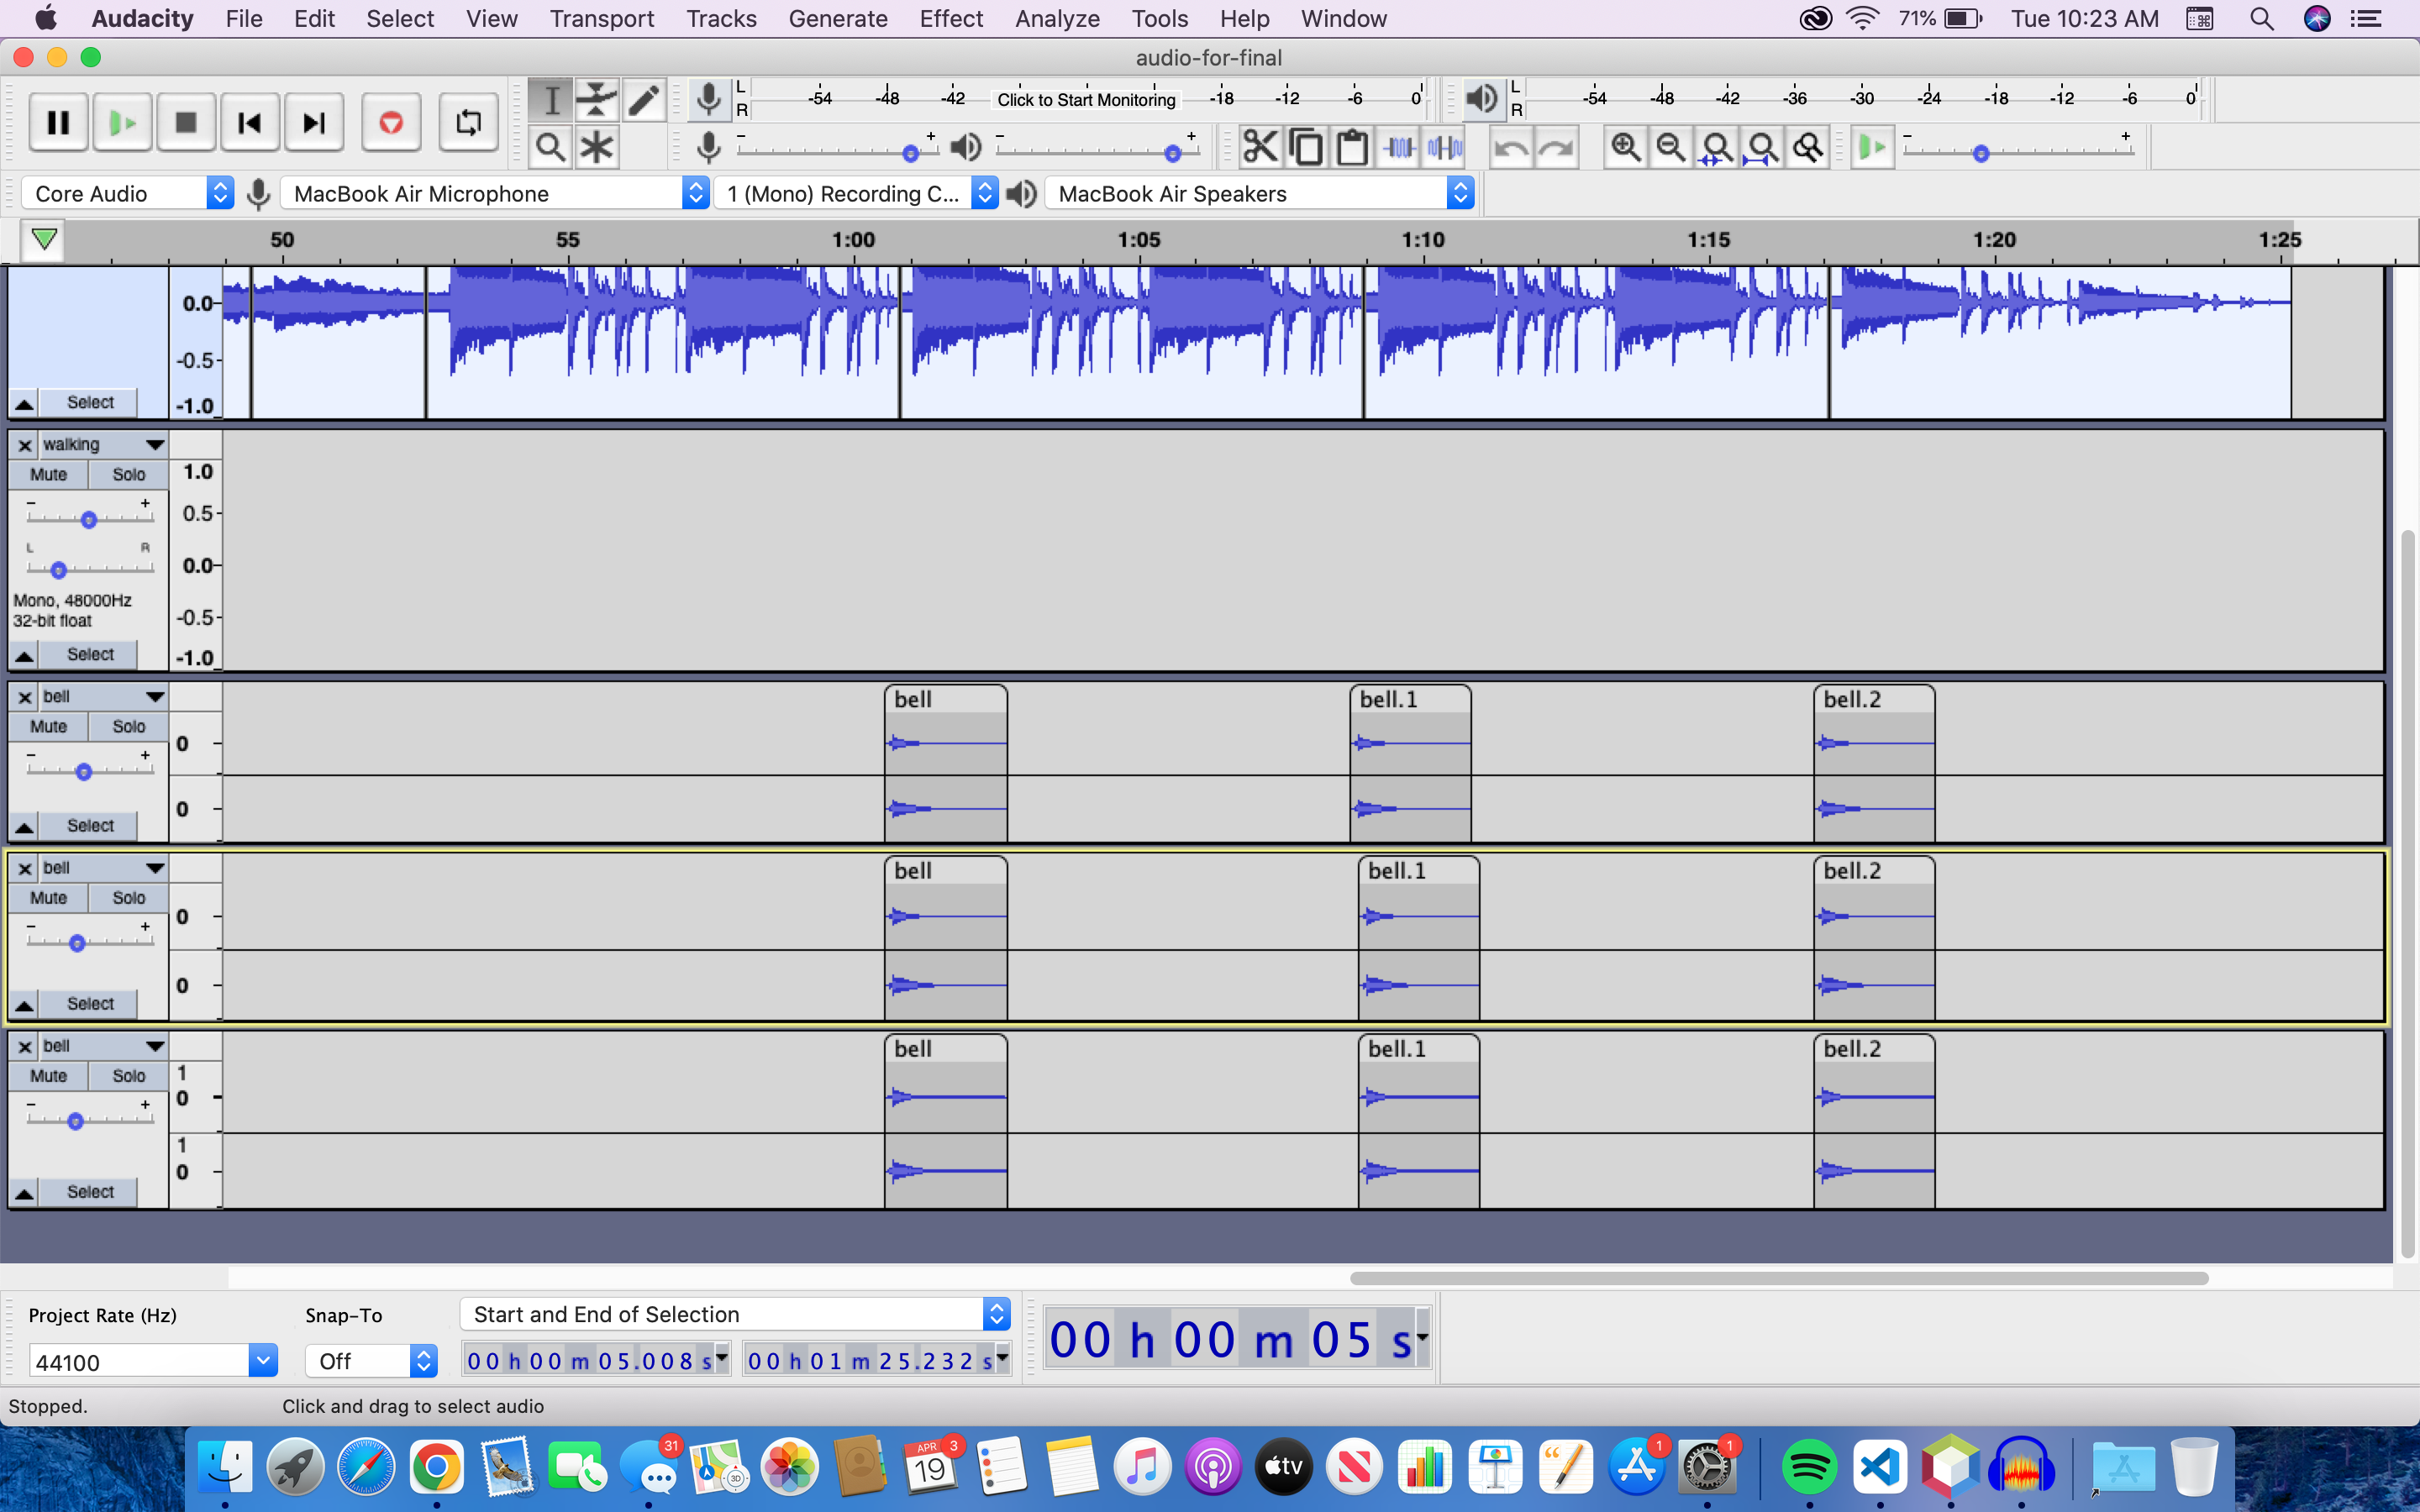 Audacity File Edit Select View Transport Tracks Generate Effect Analyze Tools Help Window 71% Tue 10:23 AM
audio-for-final
L -54 -48 -42 Click to Start Monitoring -18 -12 -6 0 L -54 -48 -42 -36 -30 -24 -18 -12 -6 0
R R
- + - + - +
Core Audio MacBook Air Microphone 1 (Mono) Recording C... MacBook Air Speakers
50 55 1:00 1:05 1:10 1:15 1:20 1:25
0.0
-0.5
Select -1.0
walking
Mute Solo 1.0
- + 0.5
L R
0.0
Mono, 48000Hz
32-bit float -0.5
Select -1.0
bell bell bell.1 bell.2
Mute Solo
0
- +
0
Select
bell bell bell.1 bell.2
Mute Solo
0
- +
0
Select
bell bell bell.1 bell.2
Mute Solo 1
- + 0
1
0
Select
Project Rate (Hz) Snap-To Start and End of Selection
44100 Off 00 h 00 m 05.008 s 00 h 01 m 25.232 s 00 h 00 m 05 s
Stopped. Click and drag to select audio
31 3D APR 19 3 tv 1 1